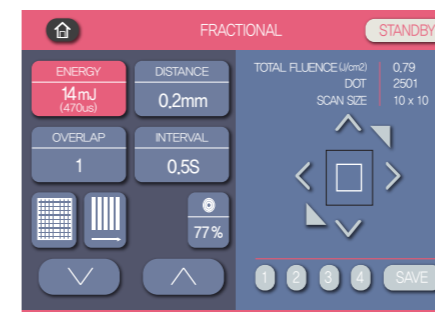 FRACTIONAL
STANDBY
ENERGY
14mJ
(470us)
DISTANCE
0.2mm
OVERLAP
1
INTERVAL
0.5S
77%
TOTAL FLUENCE(J/cm2) 0.79
DOT 2501
SCAN SIZE 10 x 10
1 2 3 4 SAVE